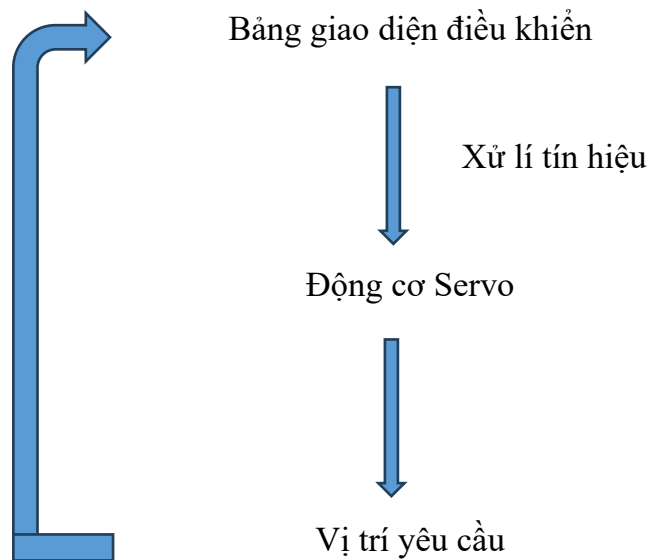 Bảng giao diện điều khiển
Xử lí tín hiệu
Động cơ Servo
Vị trí yêu cầu